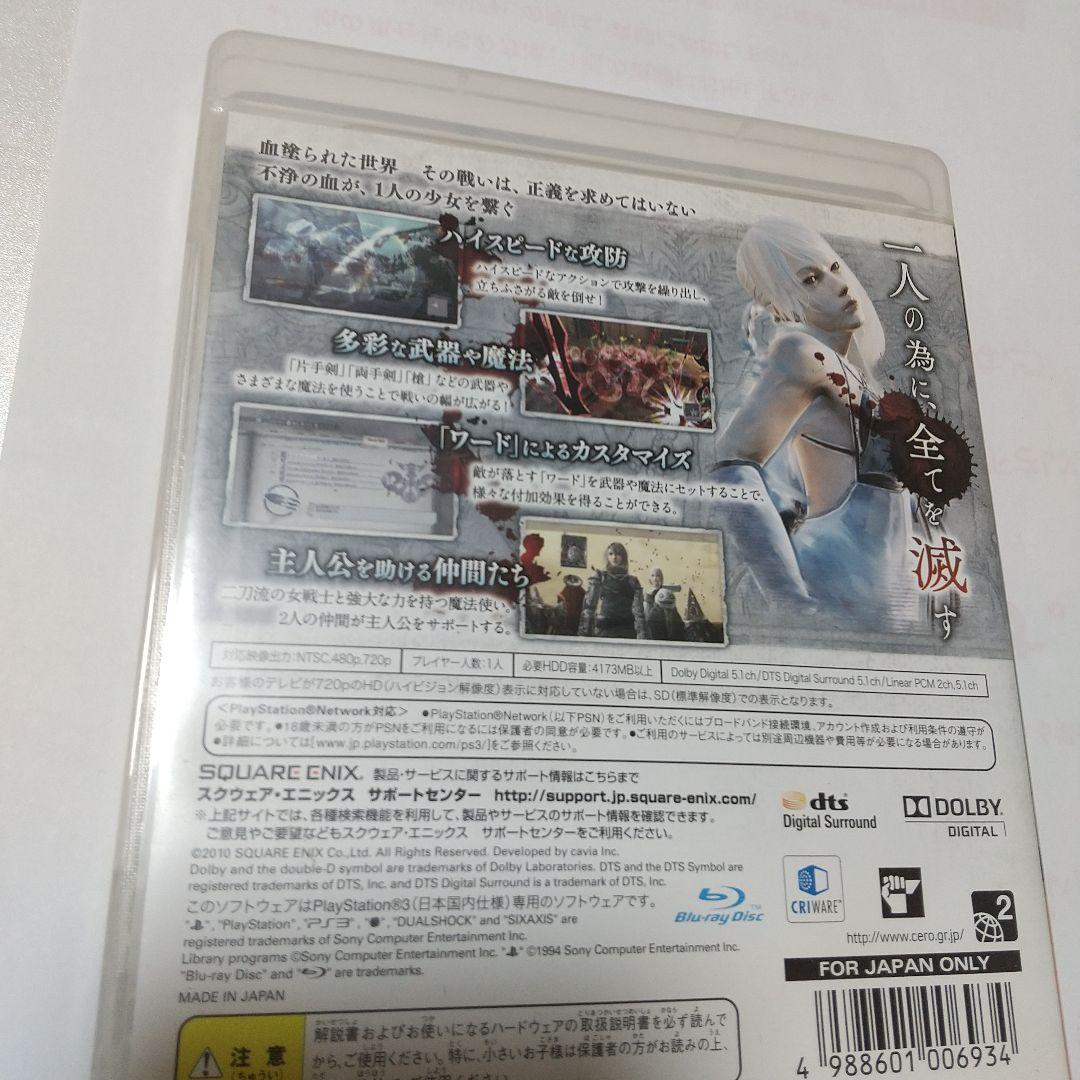 血塗られた世界 その戦いは、正義を求めてはいない
不浄の血が、1人の少女を繋ぐ
ハイスピードな攻防
ハイスピードなアクションで攻撃を繰り出し、
立ちふさがる敵を倒せ！
多彩な武器や魔法
「片手剣」「両手剣」「槍」などの武器や
さまざまな魔法を使うことで戦いの幅が広がる！
「ワード」によるカスタマイズ
敵が落とす「ワード」を武器や魔法にセットすることで、
様々な付加効果を得ることができる。
主人公を助ける仲間たち
二刀流の女戦士と強大な力を持つ魔法使い。
2人の仲間が主人公をサポートする。
一人の為に、全てを滅す
対応映像出力：NTSC,480p,720p プレイヤー人数：1人 必要HDD容量：4173MB以上 Dolby Digital 5.1ch/DTS Digital Surround 5.1ch/Linear PCM 2ch,5.1ch
お客様のテレビが720pのHD（ハイビジョン解像度）表示に対応していない場合は、SD（標準解像度）での表示となります。
＜PlayStation®Network対応＞ ●PlayStation®Network（以下PSN）をご利用いただくにはブロードバンド接続環境、アカウント作成および利用条件の遵守が
必要です。●18歳未満の方がPSNをご利用になるには保護者の同意が必要です。●ご利用のサービスによっては別途周辺機器や費用等が必要になる場合があります。
●詳細については[www.jp.playstation.com/ps3/]をご参照ください。
SQUARE ENIX. 製品・サービスに関するサポート情報はこちらまで
スクウェア・エニックス サポートセンター http://support.jp.square-enix.com/
※上記サイトでは、各種検索機能を利用して、製品やサービスのサポート情報を確認できます。
ご意見やご要望などもスクウェア・エニックス サポートセンターをご利用ください。
dts
Digital Surround
DOLBY
DIGITAL
©2010 SQUARE ENIX Co.,Ltd. All Rights Reserved. Developed by cavia Inc.
Dolby and the double-D symbol are trademarks of Dolby Laboratories. DTS and the DTS Symbol are
registered trademarks of DTS, Inc. and DTS Digital Surround is a trademark of DTS, Inc.
このソフトウェアはPlayStation®3（日本国内仕様）専用のソフトウェアです。
"", "PlayStation", "PS3", "", "DUALSHOCK" and "SIXAXIS" are
registered trademarks of Sony Computer Entertainment Inc.
Library programs ©Sony Computer Entertainment Inc. "" ©1994 Sony Computer Entertainment Inc.
"Blu-ray Disc" and "" are trademarks.
Blu-ray Disc™
CRIWARE™
2
http://www.cero.gr.jp/
FOR JAPAN ONLY
MADE IN JAPAN
注意
（ちゅうい）
解説書およびお使いになるハードウェアの取扱説明書を必ず読んで
から、ご使用ください。特に、小さいお子様は保護者の方がお読みの上、
4 988601 006934